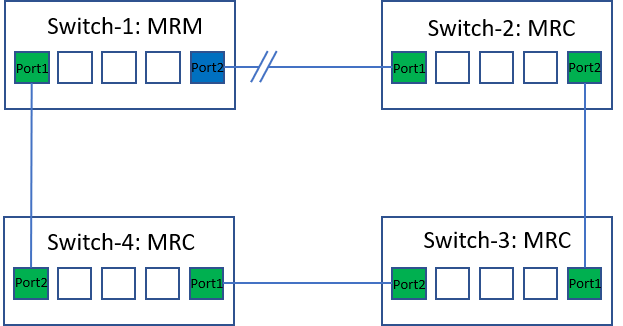 Switch-1: MRM
Port1
Port2
Switch-2: MRC
Port1
Port2
Switch-4: MRC
Port2
Port1
Switch-3: MRC
Port2
Port1